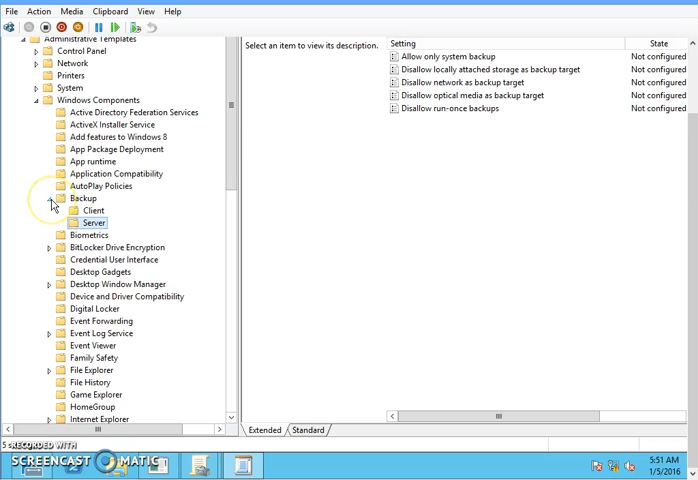 File Action Media Clipboard View Help
Administrative Templates
Control Panel
Network
Printers
System
Windows Components
Active Directory Federation Services
ActiveX Installer Service
Add features to Windows 8
App Package Deployment
App runtime
Application Compatibility
AutoPlay Policies
Backup
Client
Server
Biometrics
BitLocker Drive Encryption
Credential User Interface
Desktop Gadgets
Desktop Window Manager
Device and Driver Compatibility
Digital Locker
Event Forwarding
Event Log Service
Event Viewer
Family Safety
File Explorer
File History
Game Explorer
HomeGroup
Internet Explorer
Select an item to view its description.
Setting State
Allow only system backup Not configured
Disallow locally attached storage as backup target Not configured
Disallow network as backup target Not configured
Disallow optical media as backup target Not configured
Disallow run-once backups Not configured
Extended Standard
5 s
RECORDED WITH
SCREENCAST MATIC
5:51 AM
1/5/2016